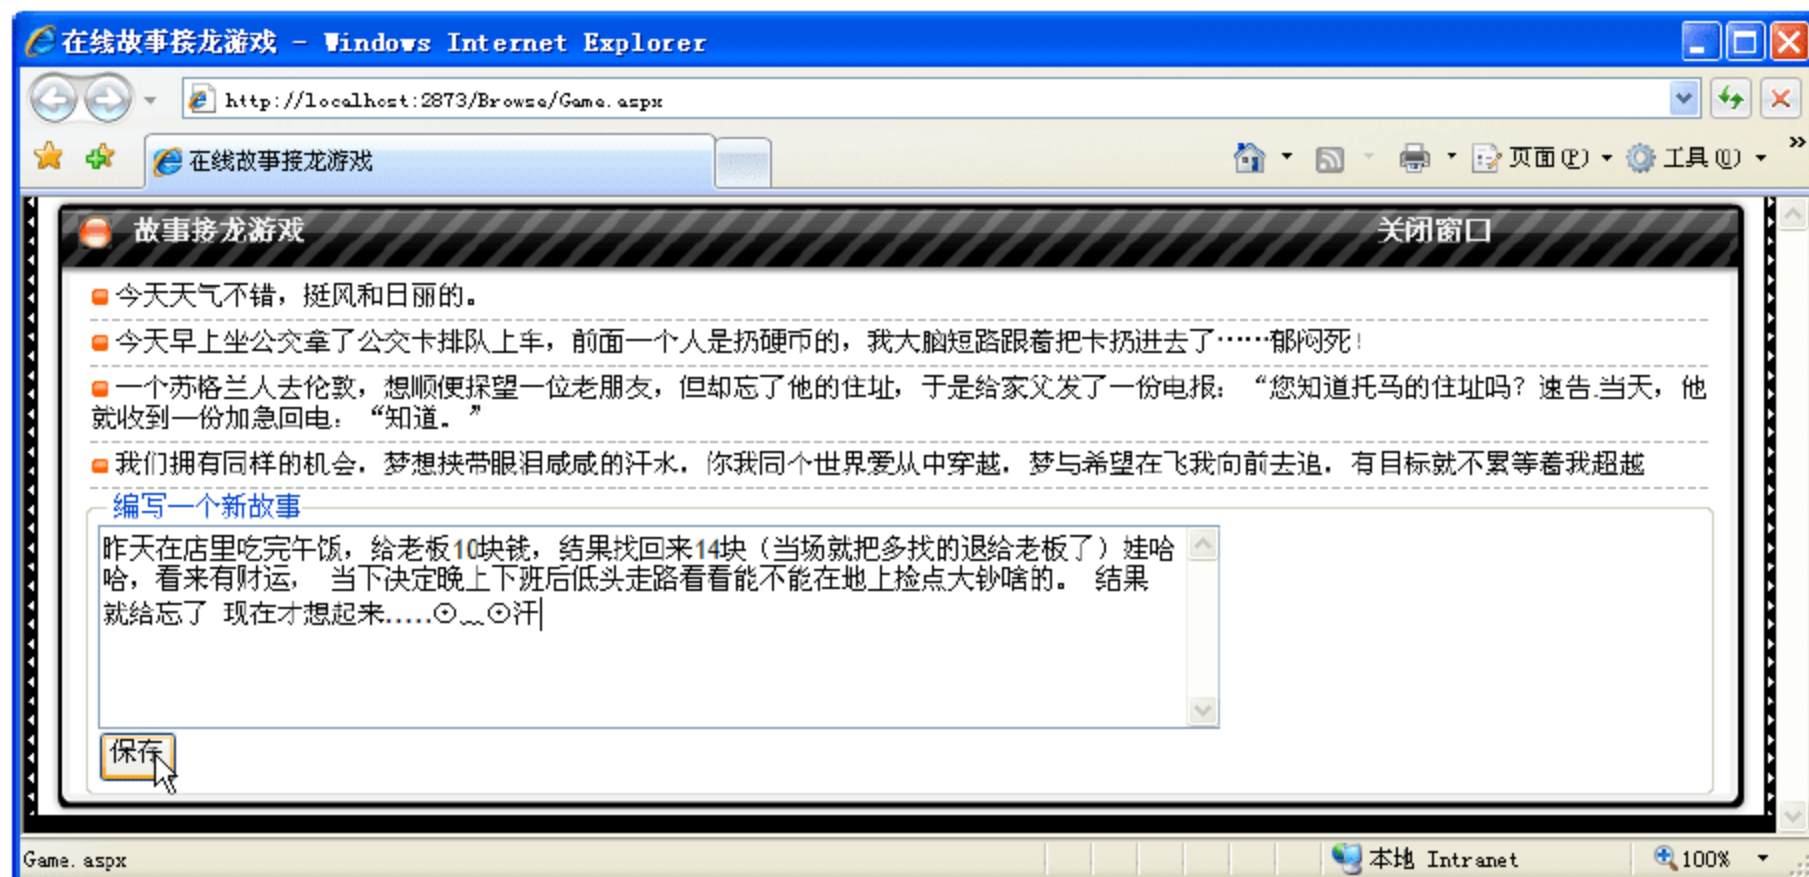 在线故事接龙游戏 - Windows Internet Explorer
http://localhost:2873/Browse/Game.aspx
在线故事接龙游戏
页面(P)
工具(O)
故事接龙游戏
关闭窗口
今天天气不错，挺风和日丽的。
今天早上坐公交拿了公交卡排队上车，前面一个人是扔硬币的，我大脑短路跟着把卡扔进去了……郁闷死！
一个苏格兰人去伦敦，想顺便探望一位老朋友，但却忘了他的住址，于是给家父发了一份电报：“您知道托马的住址吗？速告.当天，他
就收到一份加急回电：“知道。”
我们拥有同样的机会，梦想挟带眼泪咸咸的汗水，你我同个世界爱从中穿越，梦与希望在飞我向前去追，有目标就不累等着我超越
编写一个新故事
昨天在店里吃完午饭，给老板10块钱，结果找回来14块（当场就把多找的退给老板了）娃哈
哈，看来有财运， 当下决定晚上下班后低头走路看看能不能在地上捡点大钞啥的。 结果
就给忘了 现在才想起来.....⊙﹏⊙汗
保存
Game.aspx
本地 Intranet
100%